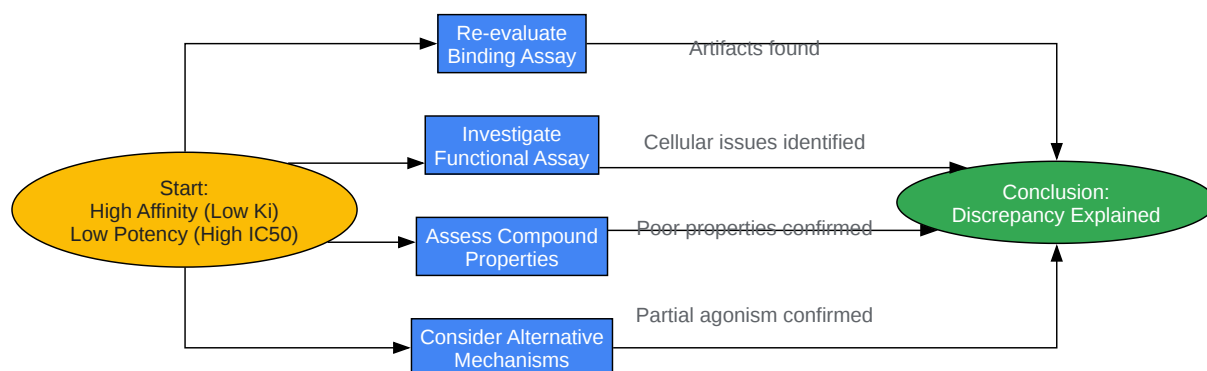 Re-evaluate
Binding Assay
Artifacts found
Investigate
Functional Assay
Cellular issues identified
Start:
High Affinity (Low Ki)
Low Potency (High IC50)
Conclusion:
Discrepancy Explained
Assess Compound
Properties
Poor properties confirmed
Consider Alternative
Mechanisms
Partial agonism confirmed